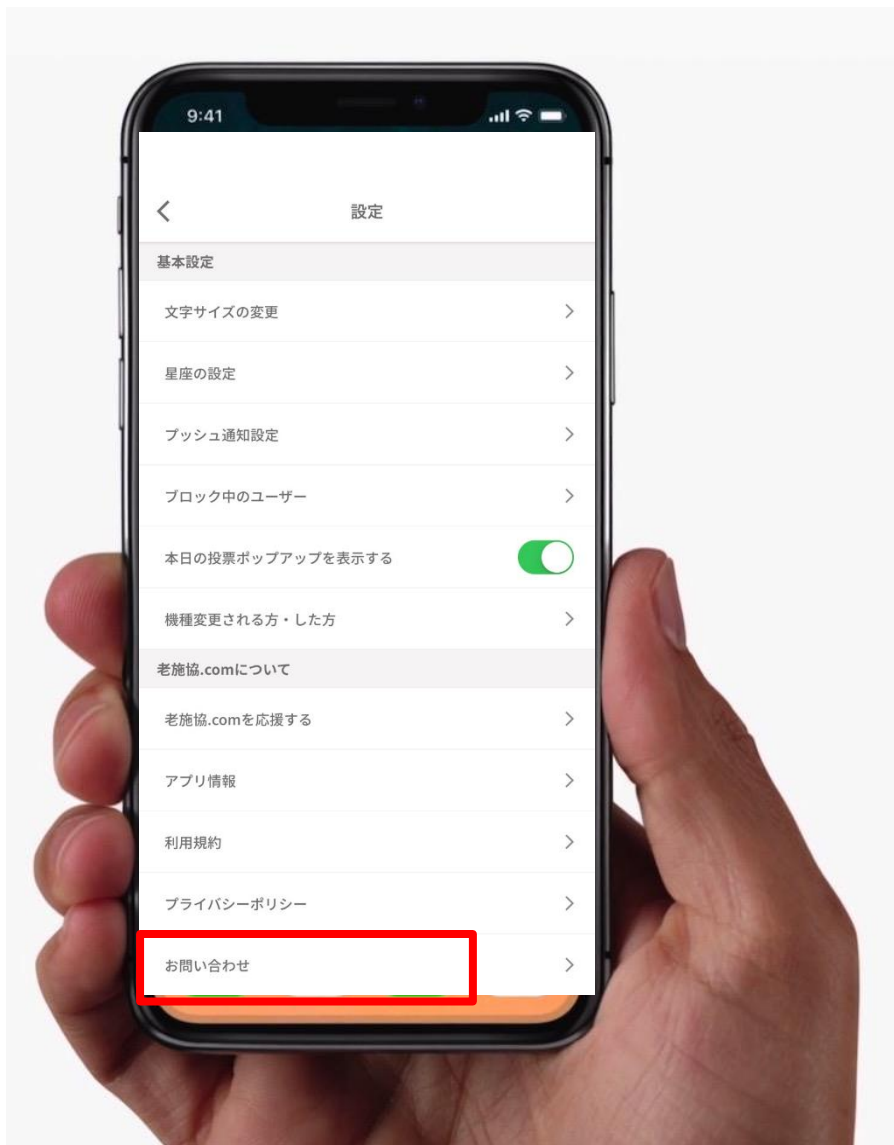 9:41
設定
基本設定
文字サイズの変更
星座の設定
プッシュ通知設定
ブロック中のユーザー
本日の投票ポップアップを表示する
機種変更される方・した方
老施協.comについて
老施協.comを応援する
アプリ情報
利用規約
プライバシーポリシー
お問い合わせ